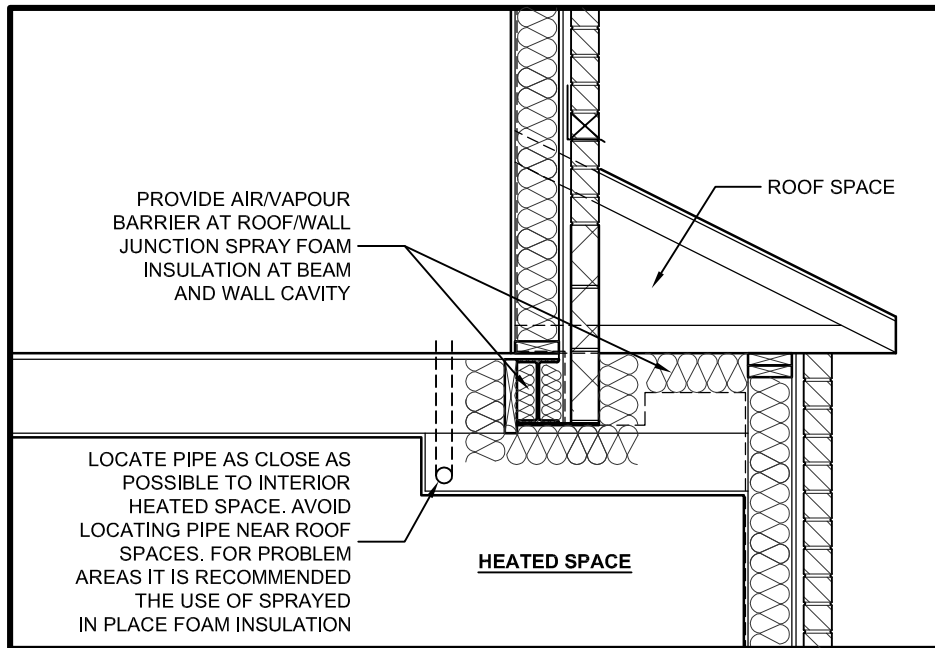 PROVIDE AIR/VAPOUR
BARRIER AT ROOF/WALL
JUNCTION SPRAY FOAM
INSULATION AT BEAM
AND WALL CAVITY
ROOF SPACE
LOCATE PIPE AS CLOSE AS
POSSIBLE TO INTERIOR
HEATED SPACE. AVOID
LOCATING PIPE NEAR ROOF
SPACES. FOR PROBLEM
AREAS IT IS RECOMMENDED
THE USE OF SPRAYED
IN PLACE FOAM INSULATION
HEATED SPACE